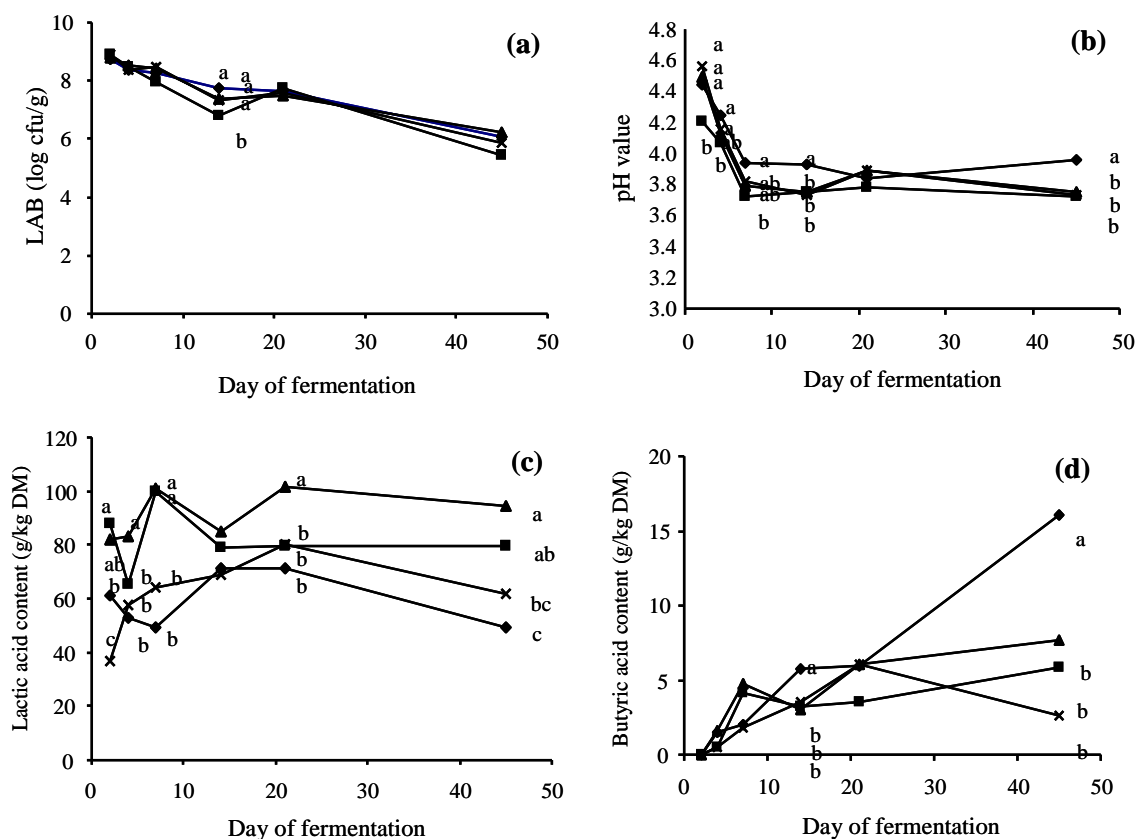 (a)
LAB (log cfu/g)
10
8
6
4
2
0
a a
a
a
b
0 10 20 30 40 50
Day of fermentation
(b)
pH value
4.8
4.6
4.4
4.2
4.0
3.8
3.6
3.4
3.2
3.0
a
a
a
a
a
b
b
b
a a a
ab b b
ab b b
b b b
0 10 20 30 40 50
Day of fermentation
(c)
Lactic acid content (g/kg DM)
120
100
80
60
40
20
0
a a
a
a
a a
b
ab
b
ab
b b
b b
b bc
c b b c
0 10 20 30 40 50
Day of fermentation
(d)
Butyric acid content (g/kg DM)
20
15
10
5
0
a
a b
b
b
b b
b
0 10 20 30 40 50
Day of fermentation